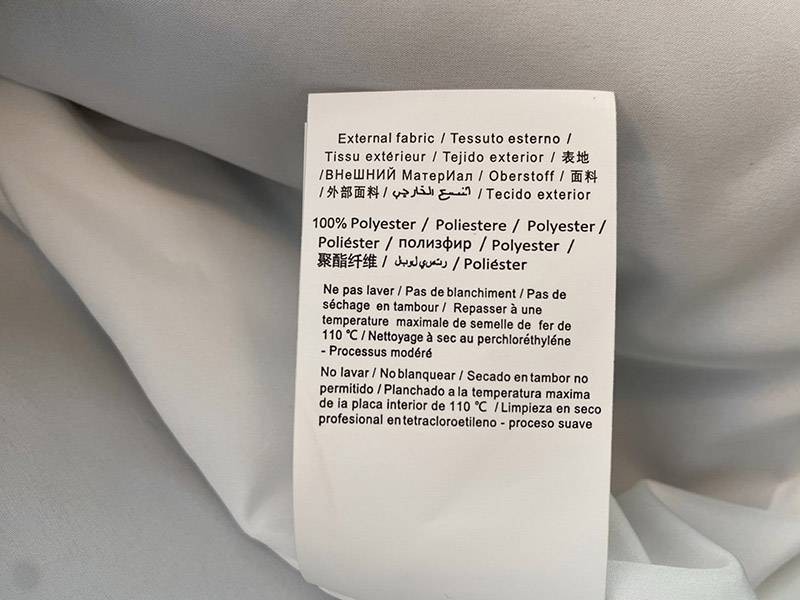 External fabric / Tessuto esterno /
Tissu extérieur / Tejido exterior / 表地
/ВНеШНИЙ МатерИал / Oberstoff / 面料
/ 外部面料 / النسيج الخارجي / Tecido exterior
100% Polyester / Poliestere / Polyester /
Poliéster / полизфир / Polyester /
聚酯纤维 / / Poliéster
Ne pas laver / Pas de blanchiment / Pas de
séchage en tambour / Repasser à une
temperature maximale de semelle de fer de
110 ℃ / Nettoyage à sec au perchloréthyléne
- Processus modéré
No lavar / No blanquear / Secado en tambor no
permitido / Planchado a la temperatura maxima
de ia placa interior de 110 ℃ / Limpieza en seco
profesional en tetracloroetileno - proceso suave